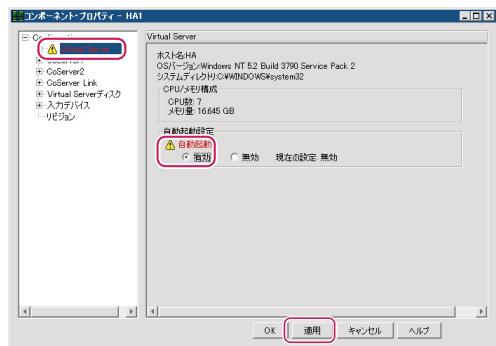 コンポーネント・プロパティ - HA1
Virtual Server
CoServer2
CoServer Link
Virtual Serverディスク
入力デバイス
リビジョン
Virtual Server
ホスト名:HA
OSバージョン:Windows NT 5.2 Build 3790 Service Pack 2
システムディレクトリ:C:¥WINDOWS¥system32
CPU/メモリ構成
CPU数: 7
メモリ量: 16.645 GB
自動起動設定
自動起動
有効 無効 現在の設定: 無効
OK 適用 キャンセル ヘルプ